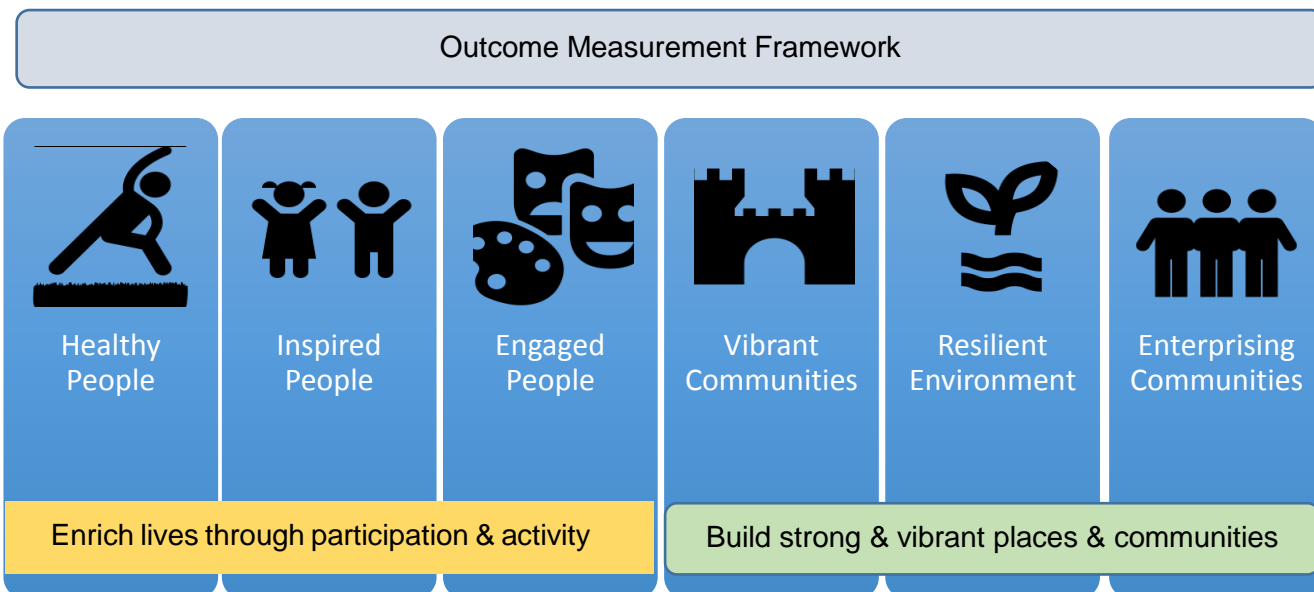 Outcome Measurement Framework
Healthy
People
Inspired
People
Engaged
People
Vibrant
Communities
Resilient
Environment
Enterprising
Communities
Enrich lives through participation & activity
Build strong & vibrant places & communities